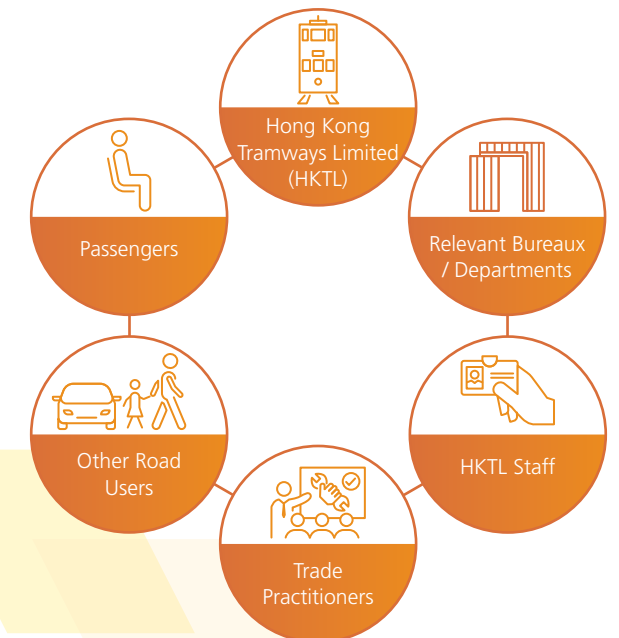 Hong Kong
Tramways Limited
(HKTL)
Passengers
Relevant Bureaux
/ Departments
Other Road
Users
HKTL Staff
Trade
Practitioners